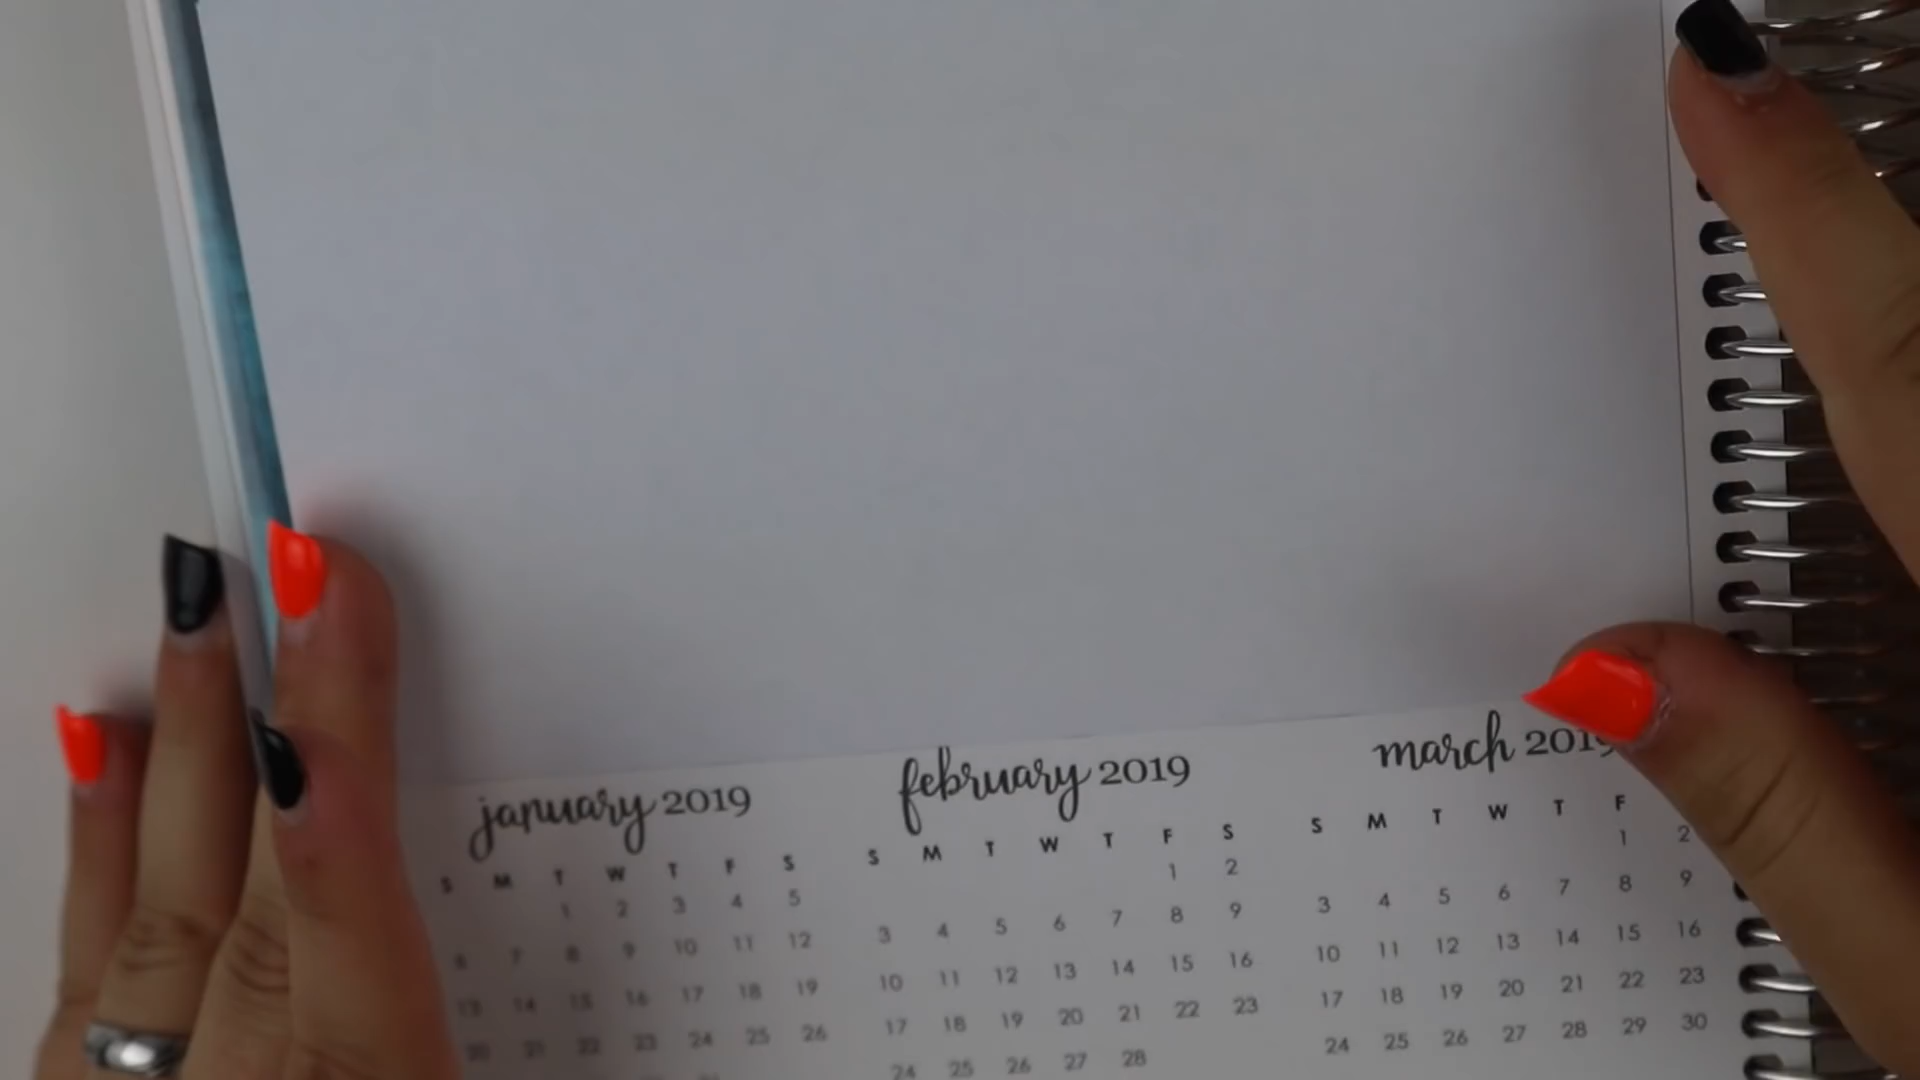 january 2019
S M T W T F S
1 2 3 4 5
6 7 8 9 10 11 12
13 14 15 16 17 18 19
20 21 22 23 24 25 26
february 2019
S M T W T F S
1 2
3 4 5 6 7 8 9
10 11 12 13 14 15 16
17 18 19 20 21 22 23
24 25 26 27 28
march 2019
S M T W T F
1 2
3 4 5 6 7 8 9
10 11 12 13 14 15 16
17 18 19 20 21 22 23
24 25 26 27 28 29 30